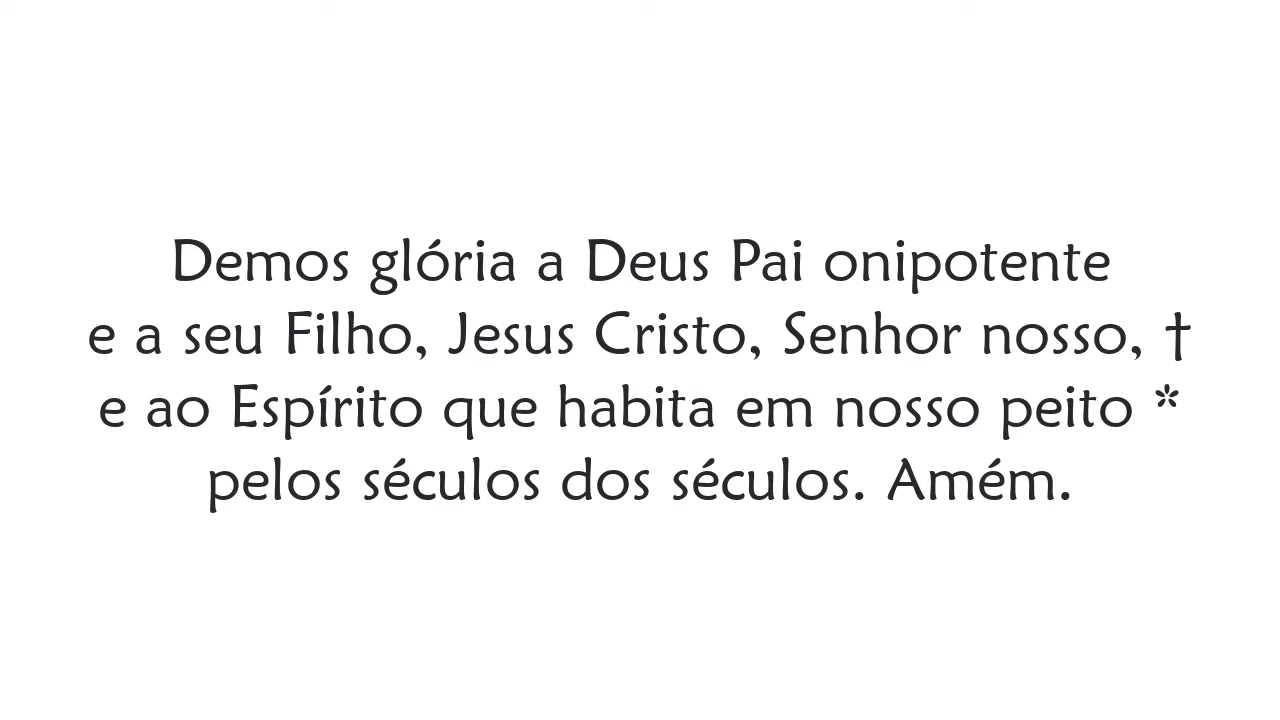 Demos glória a Deus Pai onipotente
e a seu Filho, Jesus Cristo, Senhor nosso, †
e ao Espírito que habita em nosso peito *
pelos séculos dos séculos. Amém.